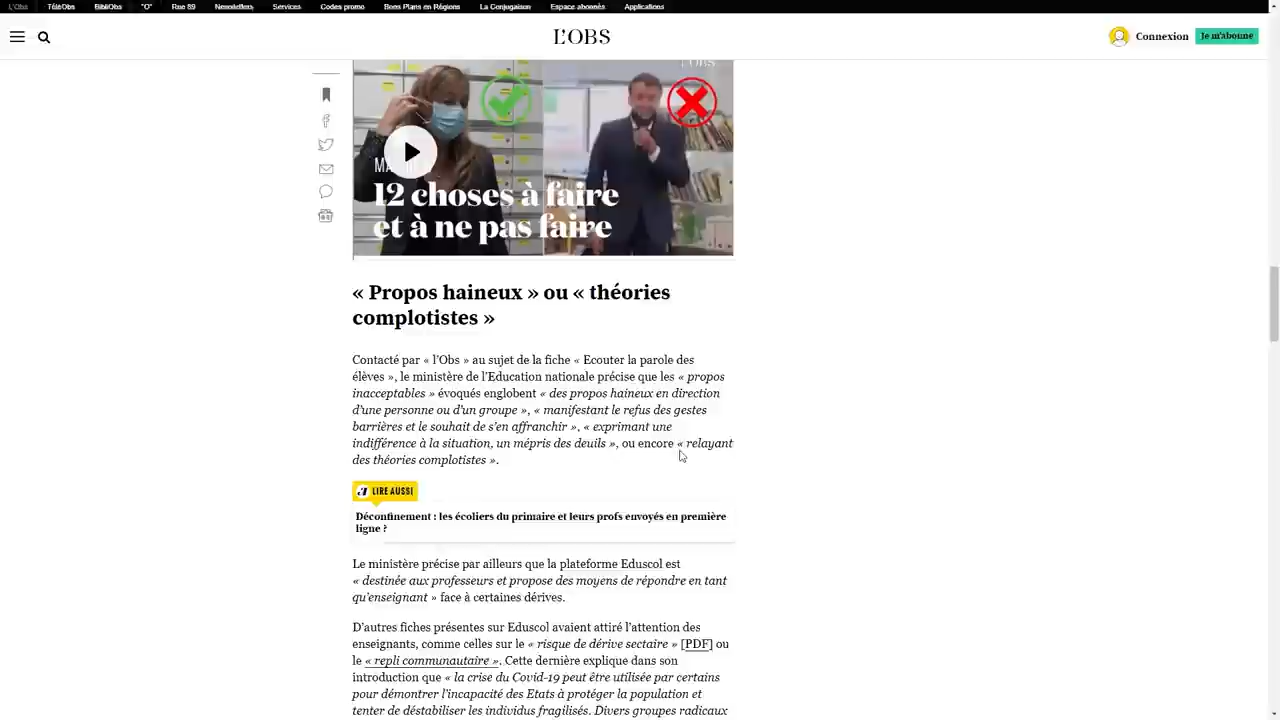 L'Obs TéléObs BibliObs "O" Rue 89 Newsletters Services Codes promo Bons Plans en Régions La Conjugaison Espace abonnés Applications
L'OBS
Connexion
Je m'abonne
L'OBS
12 choses à faire
et à ne pas faire
« Propos haineux » ou « théories
complotistes »
Contacté par « l'Obs » au sujet de la fiche « Ecouter la parole des
élèves », le ministère de l'Education nationale précise que les « propos
inacceptables » évoqués englobent « des propos haineux en direction
d'une personne ou d'un groupe », « manifestant le refus des gestes
barrières et le souhait de s'en affranchir », « exprimant une
indifférence à la situation, un mépris des deuils », ou encore « relayant
des théories complotistes ».
LIRE AUSSI
Déconfinement : les écoliers du primaire et leurs profs envoyés en première
ligne ?
Le ministère précise par ailleurs que la plateforme Eduscol est
« destinée aux professeurs et propose des moyens de répondre en tant
qu'enseignant » face à certaines dérives.
D'autres fiches présentes sur Eduscol avaient attiré l'attention des
enseignants, comme celles sur le « risque de dérive sectaire » [PDF] ou
le « repli communautaire ». Cette dernière explique dans son
introduction que « la crise du Covid-19 peut être utilisée par certains
pour démontrer l'incapacité des Etats à protéger la population et
tenter de déstabiliser les individus fragilisés. Divers groupes radicaux